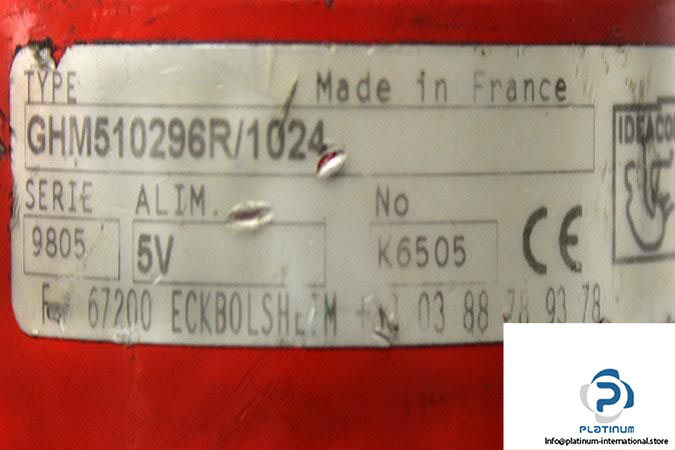 TYPE Made in France
GHM510296R/1024
SERIE ALIM. No
9805 5V K6505
CE
67200 ECKBOLSHEIM 03 88 78 93 78
P
PLATINUM
Info@platinum-international.store